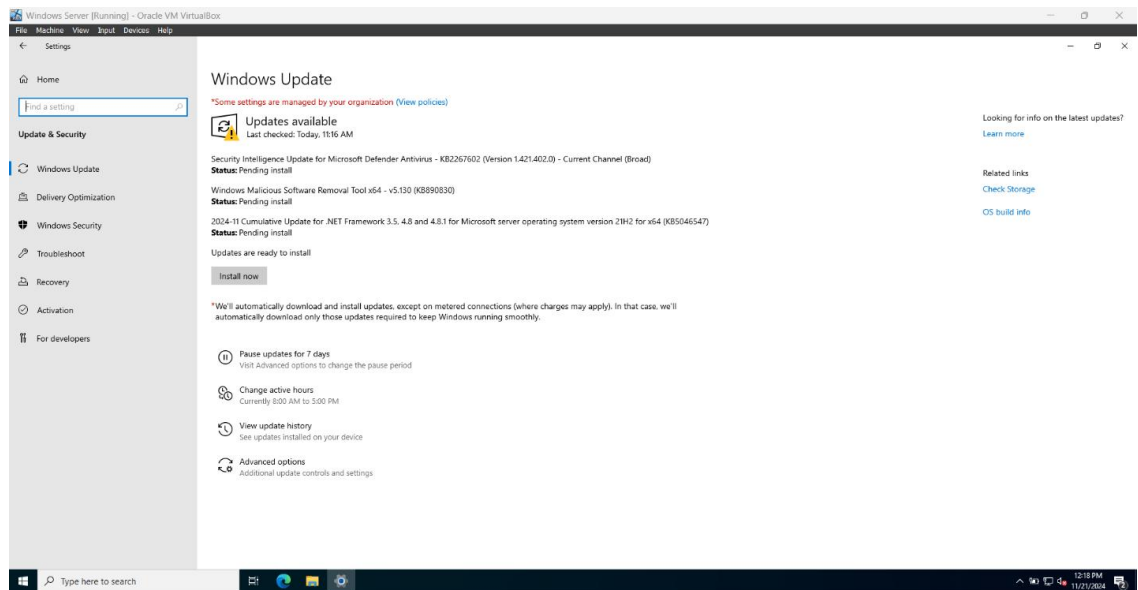 Windows Server [Running] - Oracle VM VirtualBox
File Machine View Input Devices Help
Settings
Home
Find a setting
Update & Security
Windows Update
Delivery Optimization
Windows Security
Troubleshoot
Recovery
Activation
For developers
Windows Update
*Some settings are managed by your organization (View policies)
Updates available
Last checked: Today, 11:16 AM
Security Intelligence Update for Microsoft Defender Antivirus - KB2267602 (Version 1.421.402.0) - Current Channel (Broad)
Status: Pending install
Windows Malicious Software Removal Tool x64 - v5.130 (KB890830)
Status: Pending install
2024-11 Cumulative Update for .NET Framework 3.5, 4.8 and 4.8.1 for Microsoft server operating system version 21H2 for x64 (KB5046547)
Status: Pending install
Updates are ready to install
Install now
*We'll automatically download and install updates, except on metered connections (where charges may apply). In that case, we'll
automatically download only those updates required to keep Windows running smoothly.
Pause updates for 7 days
Visit Advanced options to change the pause period
Change active hours
Currently 8:00 AM to 5:00 PM
View update history
See updates installed on your device
Advanced options
Additional update controls and settings
Looking for info on the latest updates?
Learn more
Related links
Check Storage
OS build info
Type here to search
12:18 PM
11/21/2024
2